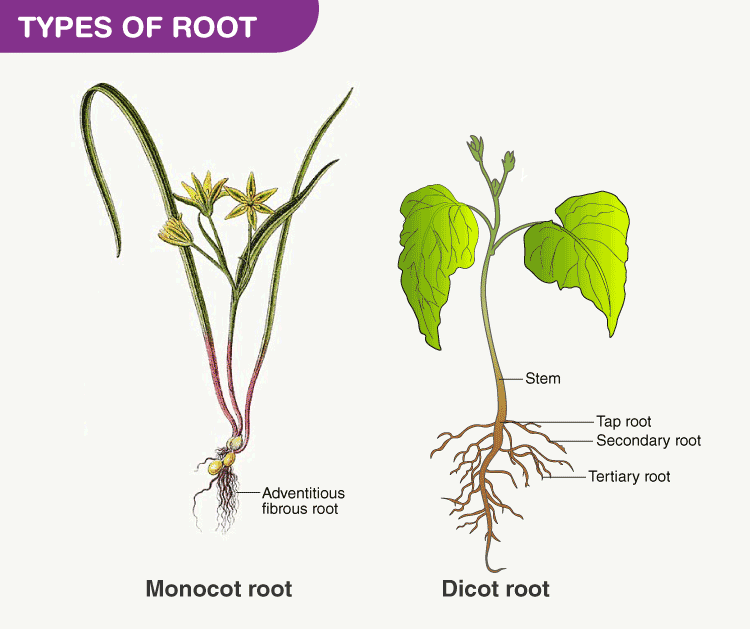 TYPES OF ROOT
Stem
Tap root
Secondary root
Tertiary root
Adventitious
fibrous root
Monocot root
Dicot root